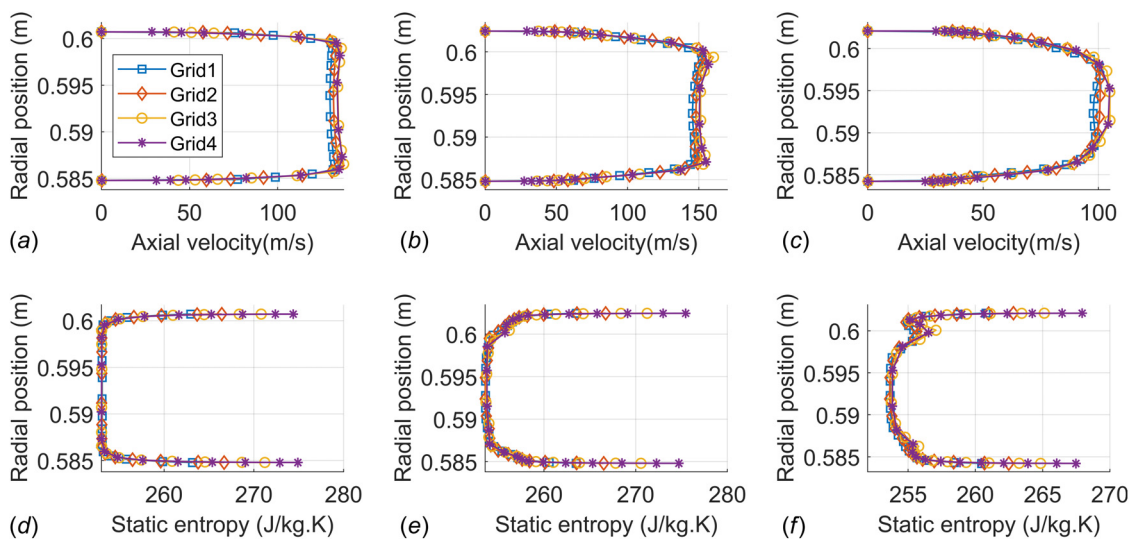 Radial position (m)
0.6
0.595
0.59
0.585
Grid1
Grid2
Grid3
Grid4
0
100
(a)
Axial velocity(m/s)
Radial position (m)
0.6
0.595
0.59
0.585
0
50
100
150
(b)
Axial velocity(m/s)
Radial position (m)
0.6
0.595
0.59
0.585
0
50
100
(c)
Axial velocity(m/s)
Radial position (m)
0.6
0.595
0.59
0.585
260
270
280
(d)
Static entropy (J/kg.K)
Radial position (m)
0.6
0.595
0.59
0.585
260
270
280
(e)
Static entropy (J/kg.K)
Radial position (m)
0.6
0.595
0.59
0.585
255
260
265
270
(f)
Static entropy (J/kg.K)